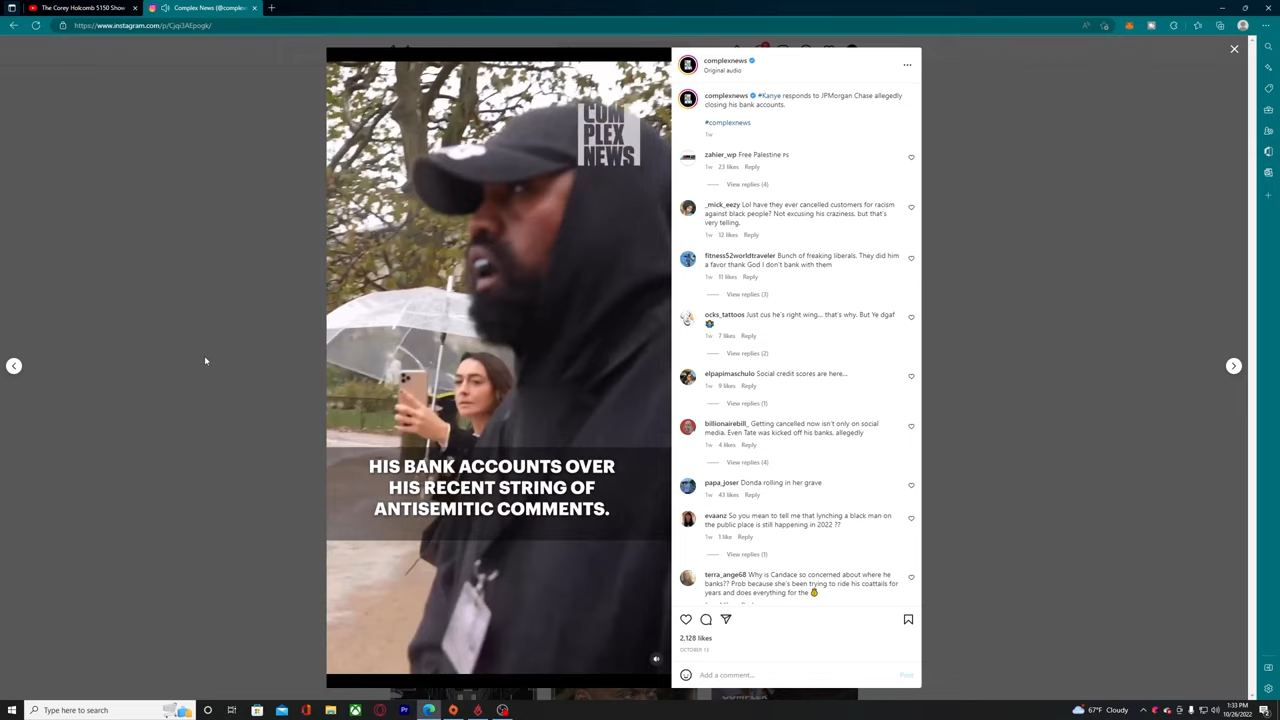 The Corey Holcomb 5150 Show
Complex News (@complex
https://www.instagram.com/p/Cjqi3AEpogk/
COM
PLEX
NEWS
HIS BANK ACCOUNTS OVER
HIS RECENT STRING OF
ANTISEMITIC COMMENTS.
complexnews
Original audio
complexnews #Kanye responds to JPMorgan Chase allegedly
closing his bank accounts.
#complexnews
1w
zahier_wp Free Palestine
1w 23 likes Reply
View replies (4)
_mick_eezy Lol have they ever cancelled customers for racism
against black people? Not excusing his craziness, but that's
very telling.
1w 12 likes Reply
fitness52worldtraveler Bunch of freaking liberals. They did him
a favor thank God I don't bank with them
1w 11 likes Reply
View replies (3)
ocks_tattoos Just cus he's right wing... that's why. But Ye dgaf
1w 7 likes Reply
View replies (2)
elpapimaschulo Social credit scores are here...
1w 9 likes Reply
View replies (1)
billionairebill_ Getting cancelled now isn't only on social
media. Even Tate was kicked off his banks, allegedly
1w 4 likes Reply
View replies (4)
papa_joser Donda rolling in her grave
1w 43 likes Reply
evaanz So you mean to tell me that lynching a black man on
the public place is still happening in 2022 ??
1w 1 like Reply
View replies (1)
terra_ange68 Why is Candace so concerned about where he
banks?? Prob because she's been trying to ride his coattails for
years and does everything for the
2,128 likes
OCTOBER 13
Add a comment...
Post
Type here to search
67°F Cloudy
1:33 PM
10/26/2022